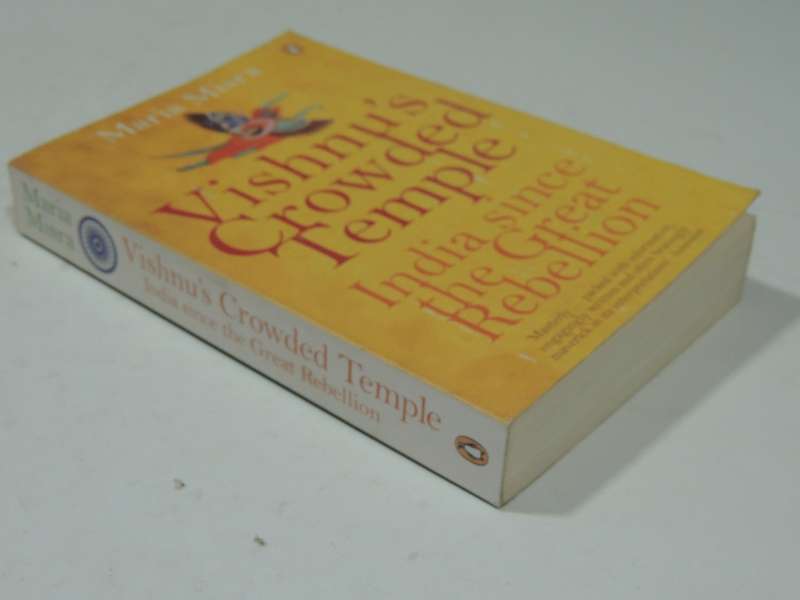 Maria Misra
Vishnu's
Crowded
Temple
India since
the Great
Rebellion
Maria
Misra
Vishnu's Crowded Temple
India since the Great Rebellion